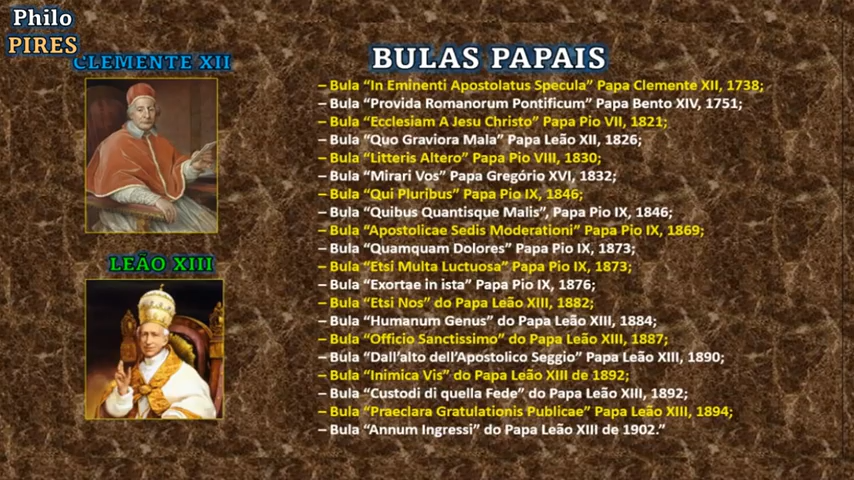 Philo
PIRES
CLEMENTE XII
LEÃO XIII
BULAS PAPAIS
– Bula “In Eminenti Apostolatus Specula” Papa Clemente XII, 1738;
– Bula “Provida Romanorum Pontificum” Papa Bento XIV, 1751;
– Bula “Ecclesiam A Jesu Christo” Papa Pio VII, 1821;
– Bula “Quo Graviora Mala” Papa Leão XII, 1826;
– Bula “Litteris Altero” Papa Pio VIII, 1830;
– Bula “Mirari Vos” Papa Gregório XVI, 1832;
– Bula “Qui Pluribus” Papa Pio IX, 1846;
– Bula “Quibus Quantisque Malis”, Papa Pio IX, 1846;
– Bula “Apostolicae Sedis Moderationi” Papa Pio IX, 1869;
– Bula “Quamquam Dolores” Papa Pio IX, 1873;
– Bula “Etsi Multa Luctuosa” Papa Pio IX, 1873;
– Bula “Exortae in ista” Papa Pio IX, 1876;
– Bula “Etsi Nos” do Papa Leão XIII, 1882;
– Bula “Humanum Genus” do Papa Leão XIII, 1884;
– Bula “Officio Sanctissimo” do Papa Leão XIII, 1887;
– Bula “Dall’alto dell’Apostolico Seggio” Papa Leão XIII, 1890;
– Bula “Inimica Vis” do Papa Leão XIII de 1892;
– Bula “Custodi di quella Fede” do Papa Leão XIII, 1892;
– Bula “Praeclara Gratulationis Publicae” Papa Leão XIII, 1894;
– Bula “Annum Ingressi” do Papa Leão XIII de 1902.”